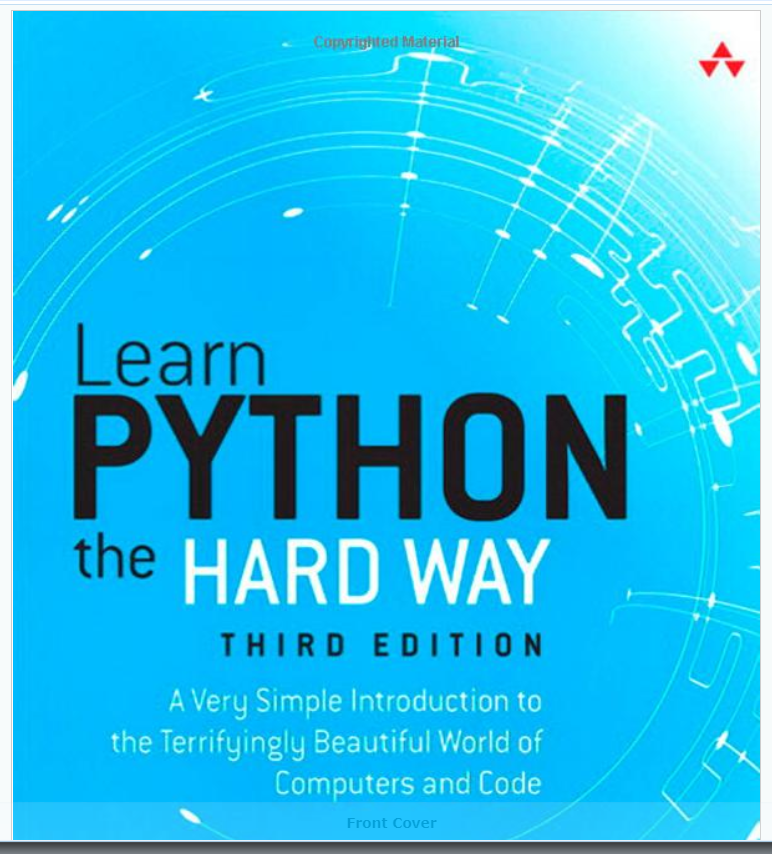 Copyrighted Material
Learn
PYTHON
the HARD WAY
THIRD EDITION
A Very Simple Introduction to
the Terrifyingly Beautiful World of
Computers and Code
Front Cover